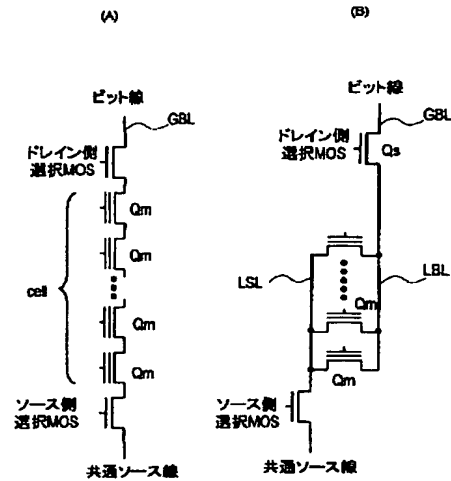 (A)
(B)
ビット線
GBL
ドレイン側
選択MOS
Qm
Qm
cell
Qm
Qm
ソース側
選択MOS
共通ソース線
ビット線
GBL
ドレイン側
選択MOS
Qs
LSL
LBL
Qm
Qm
ソース側
選択MOS
共通ソース線